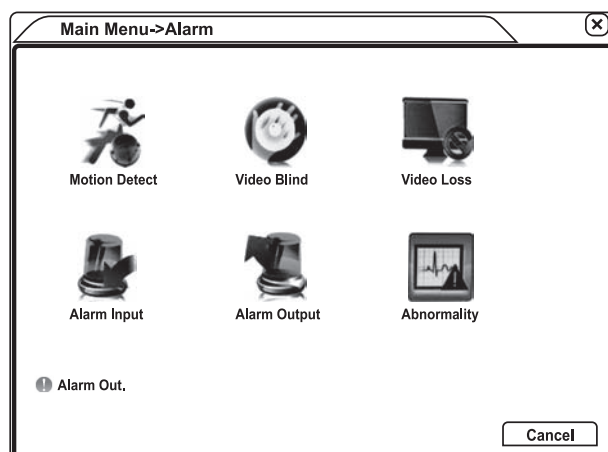 Main Menu->Alarm
Motion Detect
Video Blind
Video Loss
Alarm Input
Alarm Output
Abnormality
Alarm Out.
Cancel